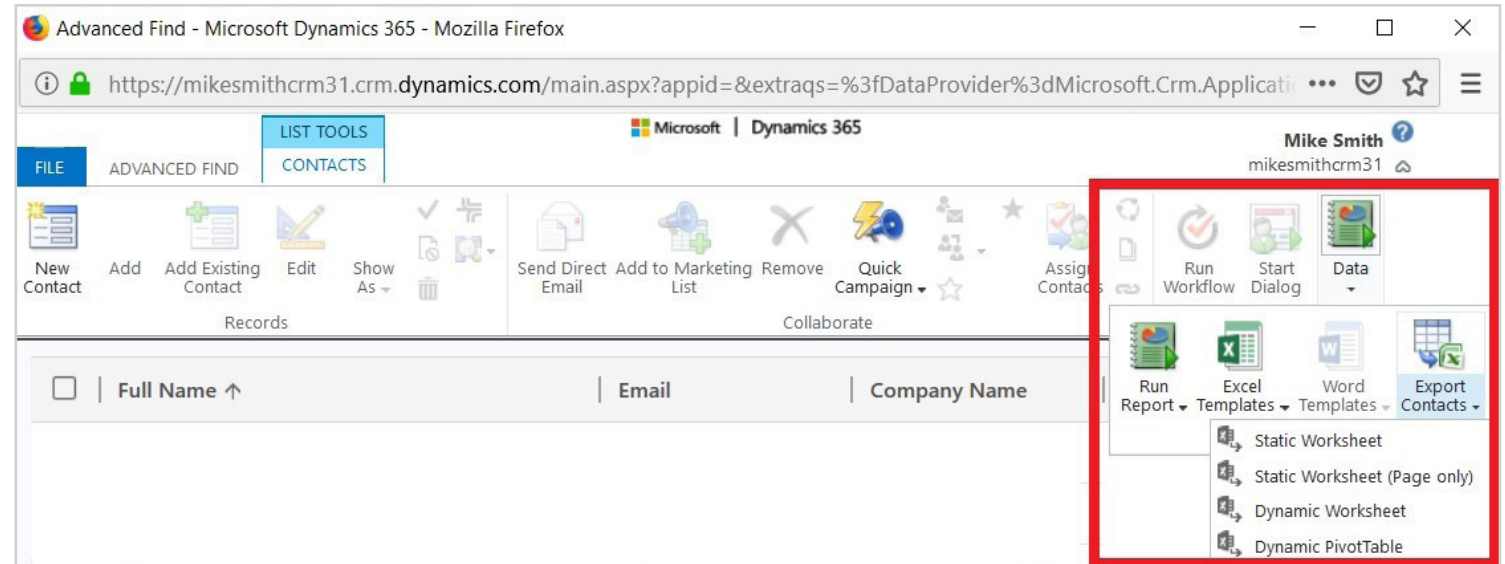 Advanced Find - Microsoft Dynamics 365 - Mozilla Firefox
https://mikesmithcrm31.crm.dynamics.com/main.aspx?appid=&extraqs=%3fDataProvider%3dMicrosoft.Crm.Applicati
LIST TOOLS
Microsoft | Dynamics 365
Mike Smith
FILE ADVANCED FIND CONTACTS
mikesmithcrm31
New Contact
Add
Add Existing Contact
Edit
Show As
Send Direct Email
Add to Marketing List
Remove
Quick Campaign
Assign Contacts
Run Workflow
Start Dialog
Data
Records
Collaborate
Run Report
Excel Templates
Word Templates
Export Contacts
Full Name
Email
Company Name
Static Worksheet
Static Worksheet (Page only)
Dynamic Worksheet
Dynamic PivotTable